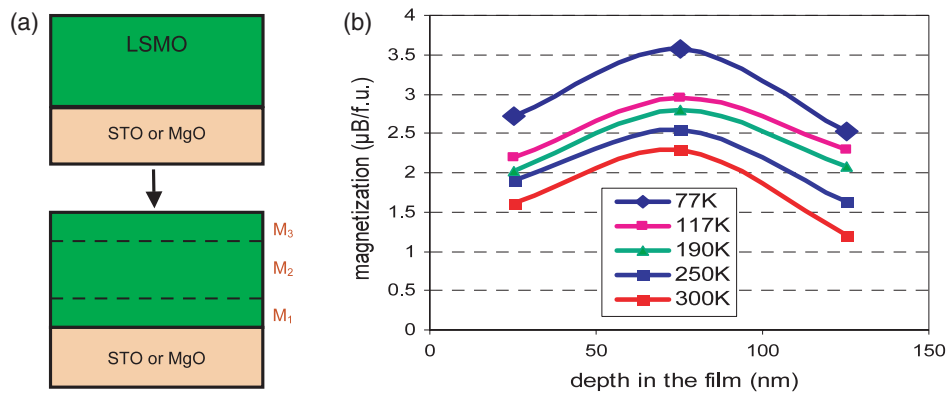 (a)
LSMO
STO or MgO
M3
M2
M1
STO or MgO
(b)
magnetization (μB/f.u.)
4
3.5
3
2.5
2
1.5
1
0.5
0
77K
117K
190K
250K
300K
0
50
100
150
depth in the film (nm)